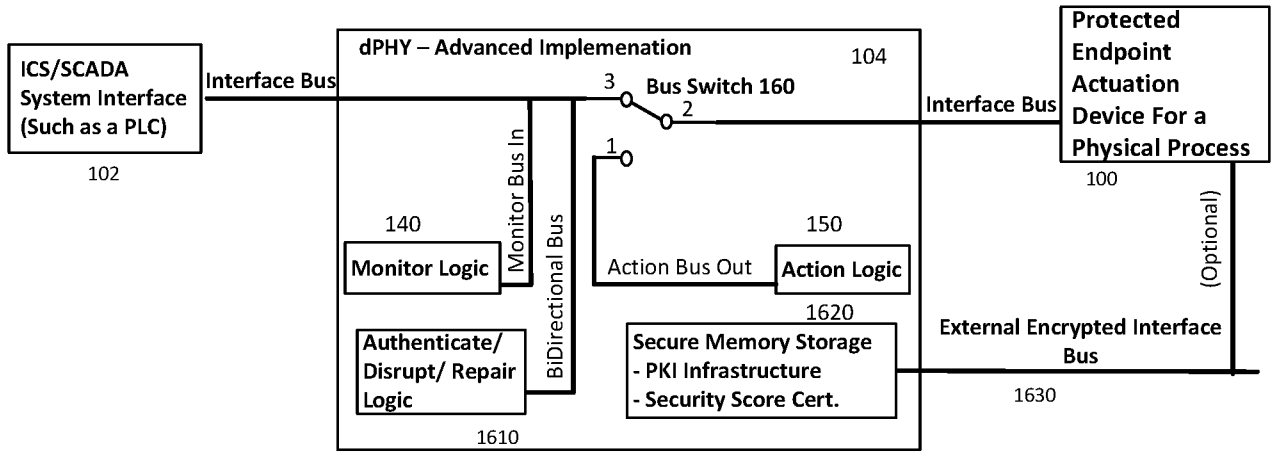 ICS/SCADA
System Interface
(Such as a PLC)
102
Interface Bus
dPHY – Advanced Implemenation
104
3
Bus Switch 160
2
1
Interface Bus
Protected
Endpoint
Actuation
Device For a
Physical Process
100
(Optional)
Monitor Bus In
BiDirectional Bus
140
Monitor Logic
Action Bus Out
150
Action Logic
Authenticate/
Disrupt/ Repair
Logic
1610
1620
Secure Memory Storage
- PKI Infrastructure
- Security Score Cert.
External Encrypted Interface
Bus
1630